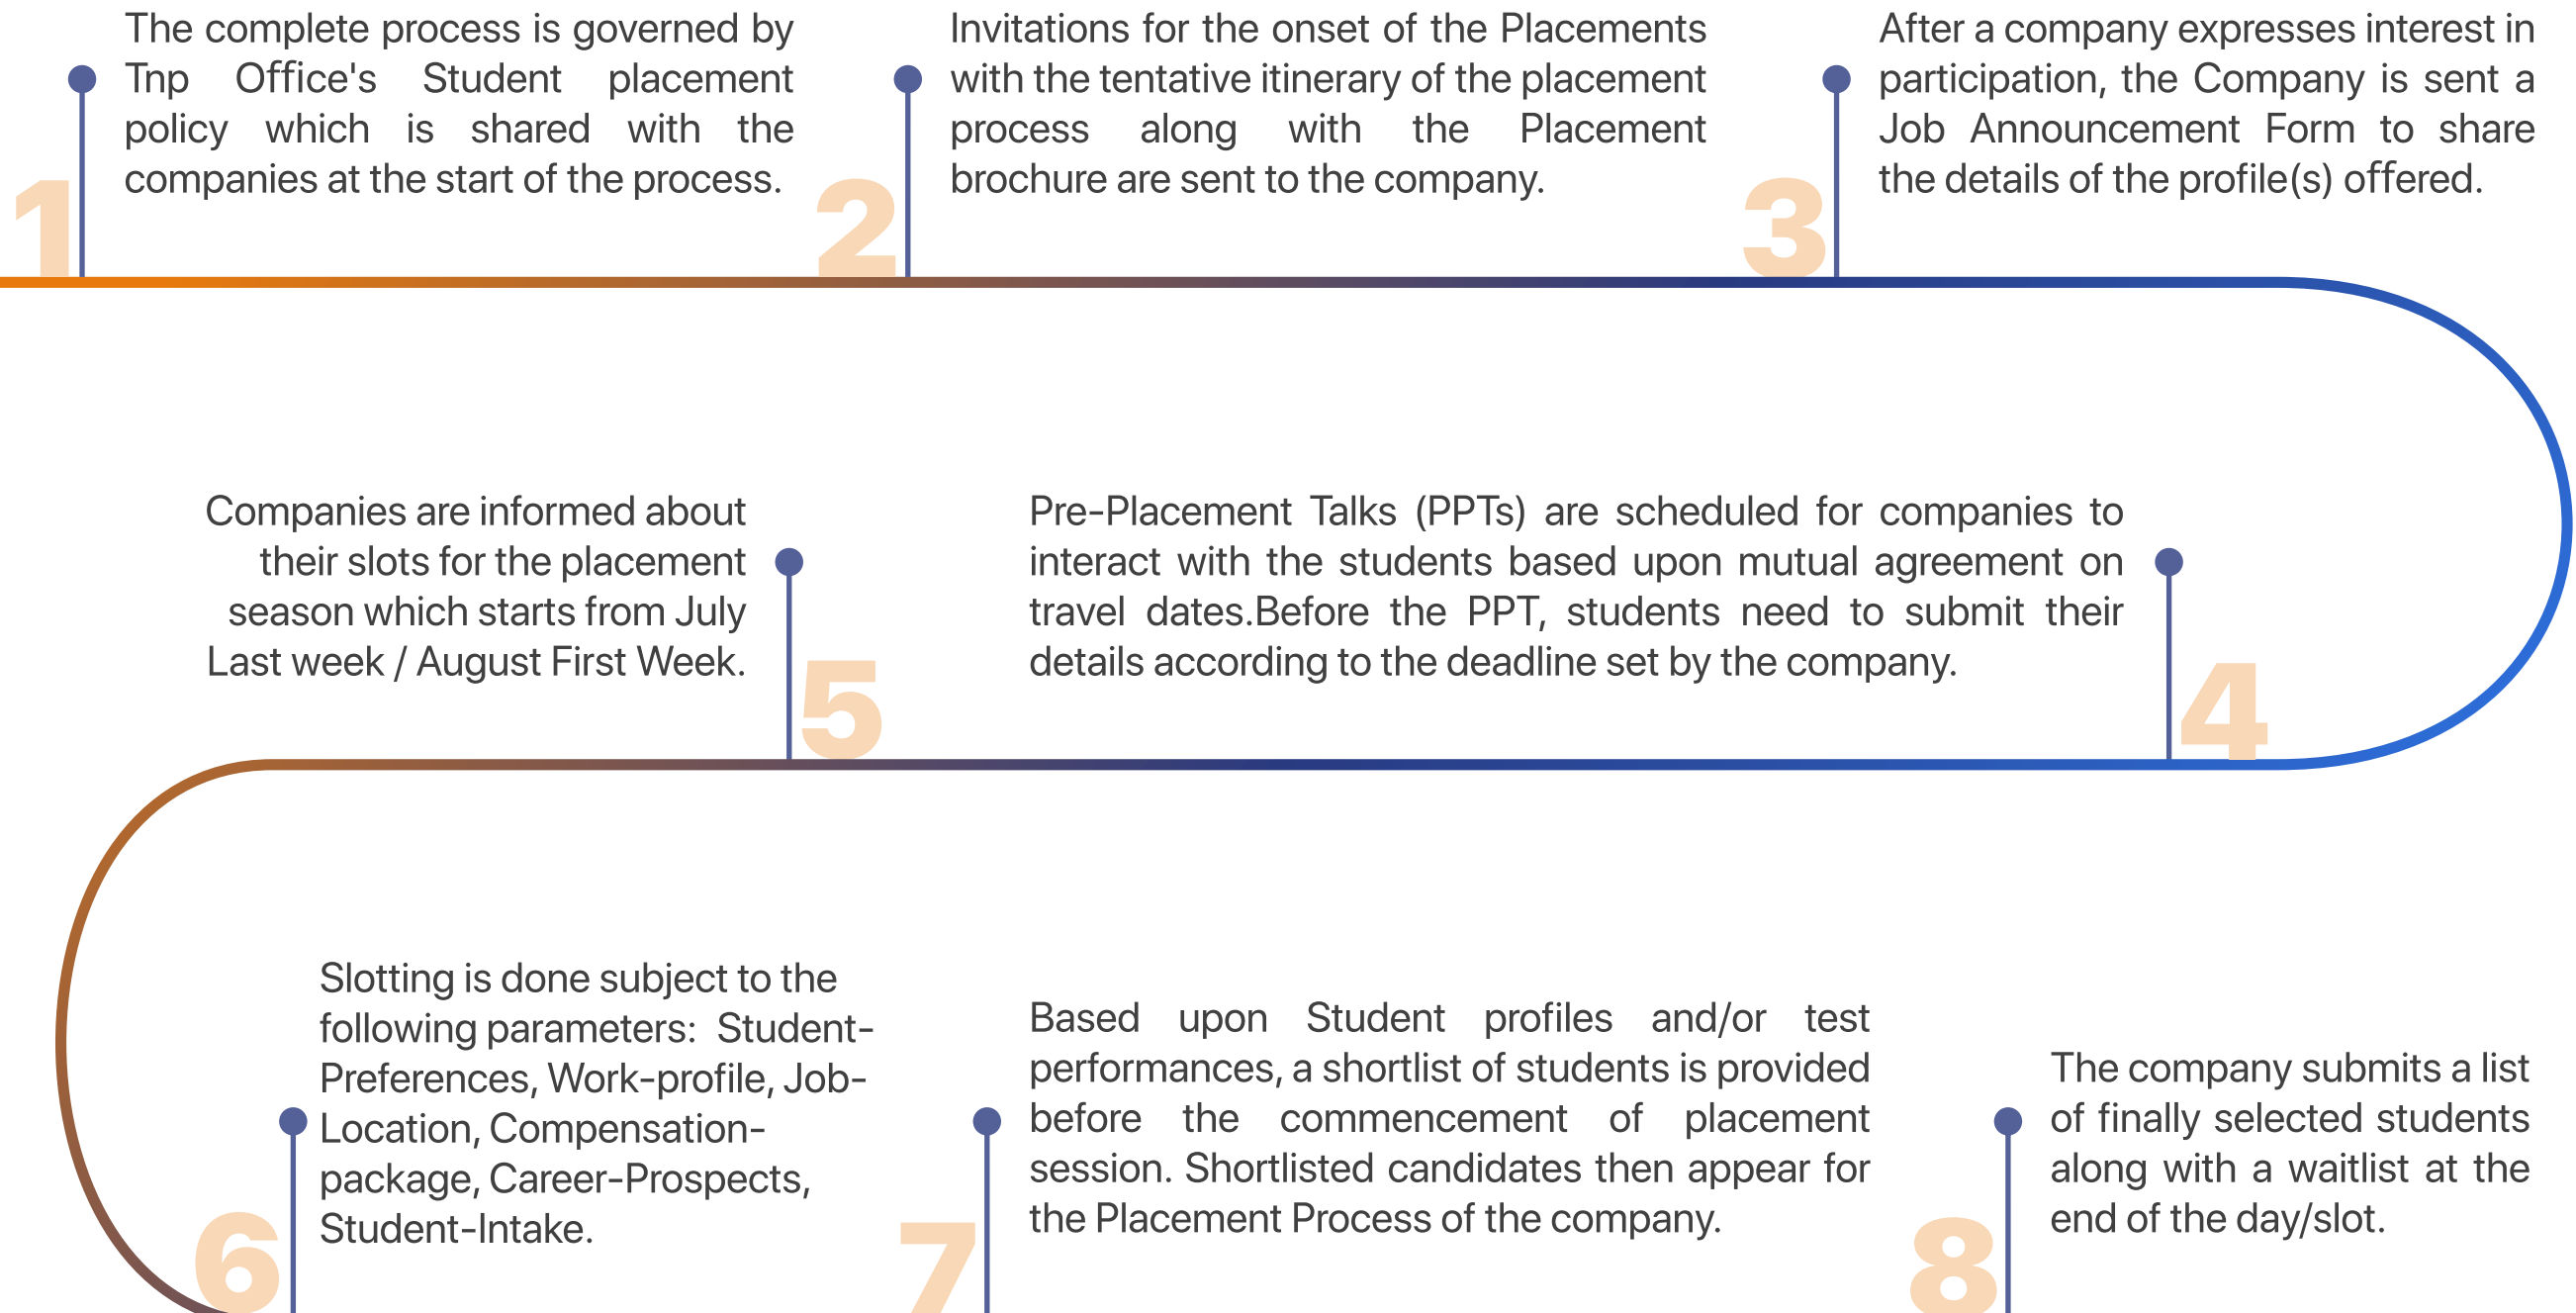 The complete process is governed by
Tnp Office's Student placement
policy which is shared with the
companies at the start of the process.
1
Invitations for the onset of the Placements
with the tentative itinerary of the placement
process along with the Placement
brochure are sent to the company.
2
After a company expresses interest in
participation, the Company is sent a
Job Announcement Form to share
the details of the profile(s) offered.
3
Pre-Placement Talks (PPTs) are scheduled for companies to
interact with the students based upon mutual agreement on
travel dates.Before the PPT, students need to submit their
details according to the deadline set by the company.
4
Companies are informed about
their slots for the placement
season which starts from July
Last week / August First Week.
5
Slotting is done subject to the
following parameters: Student-
Preferences, Work-profile, Job-
Location, Compensation-
package, Career-Prospects,
Student-Intake.
6
Based upon Student profiles and/or test
performances, a shortlist of students is provided
before the commencement of placement
session. Shortlisted candidates then appear for
the Placement Process of the company.
7
The company submits a list
of finally selected students
along with a waitlist at the
end of the day/slot.
8